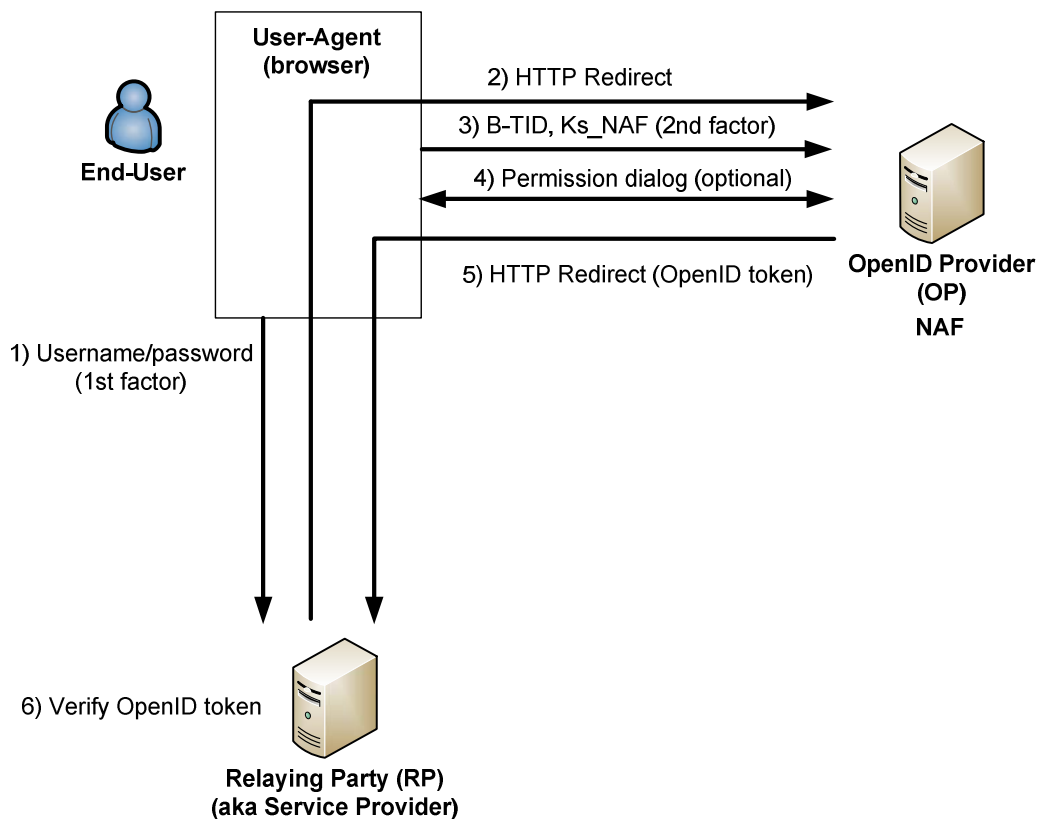 User-Agent
(browser)
End-User
2) HTTP Redirect
3) B-TID, Ks_NAF (2nd factor)
4) Permission dialog (optional)
5) HTTP Redirect (OpenID token)
OpenID Provider
(OP)
NAF
1) Username/password
(1st factor)
6) Verify OpenID token
Relaying Party (RP)
(aka Service Provider)